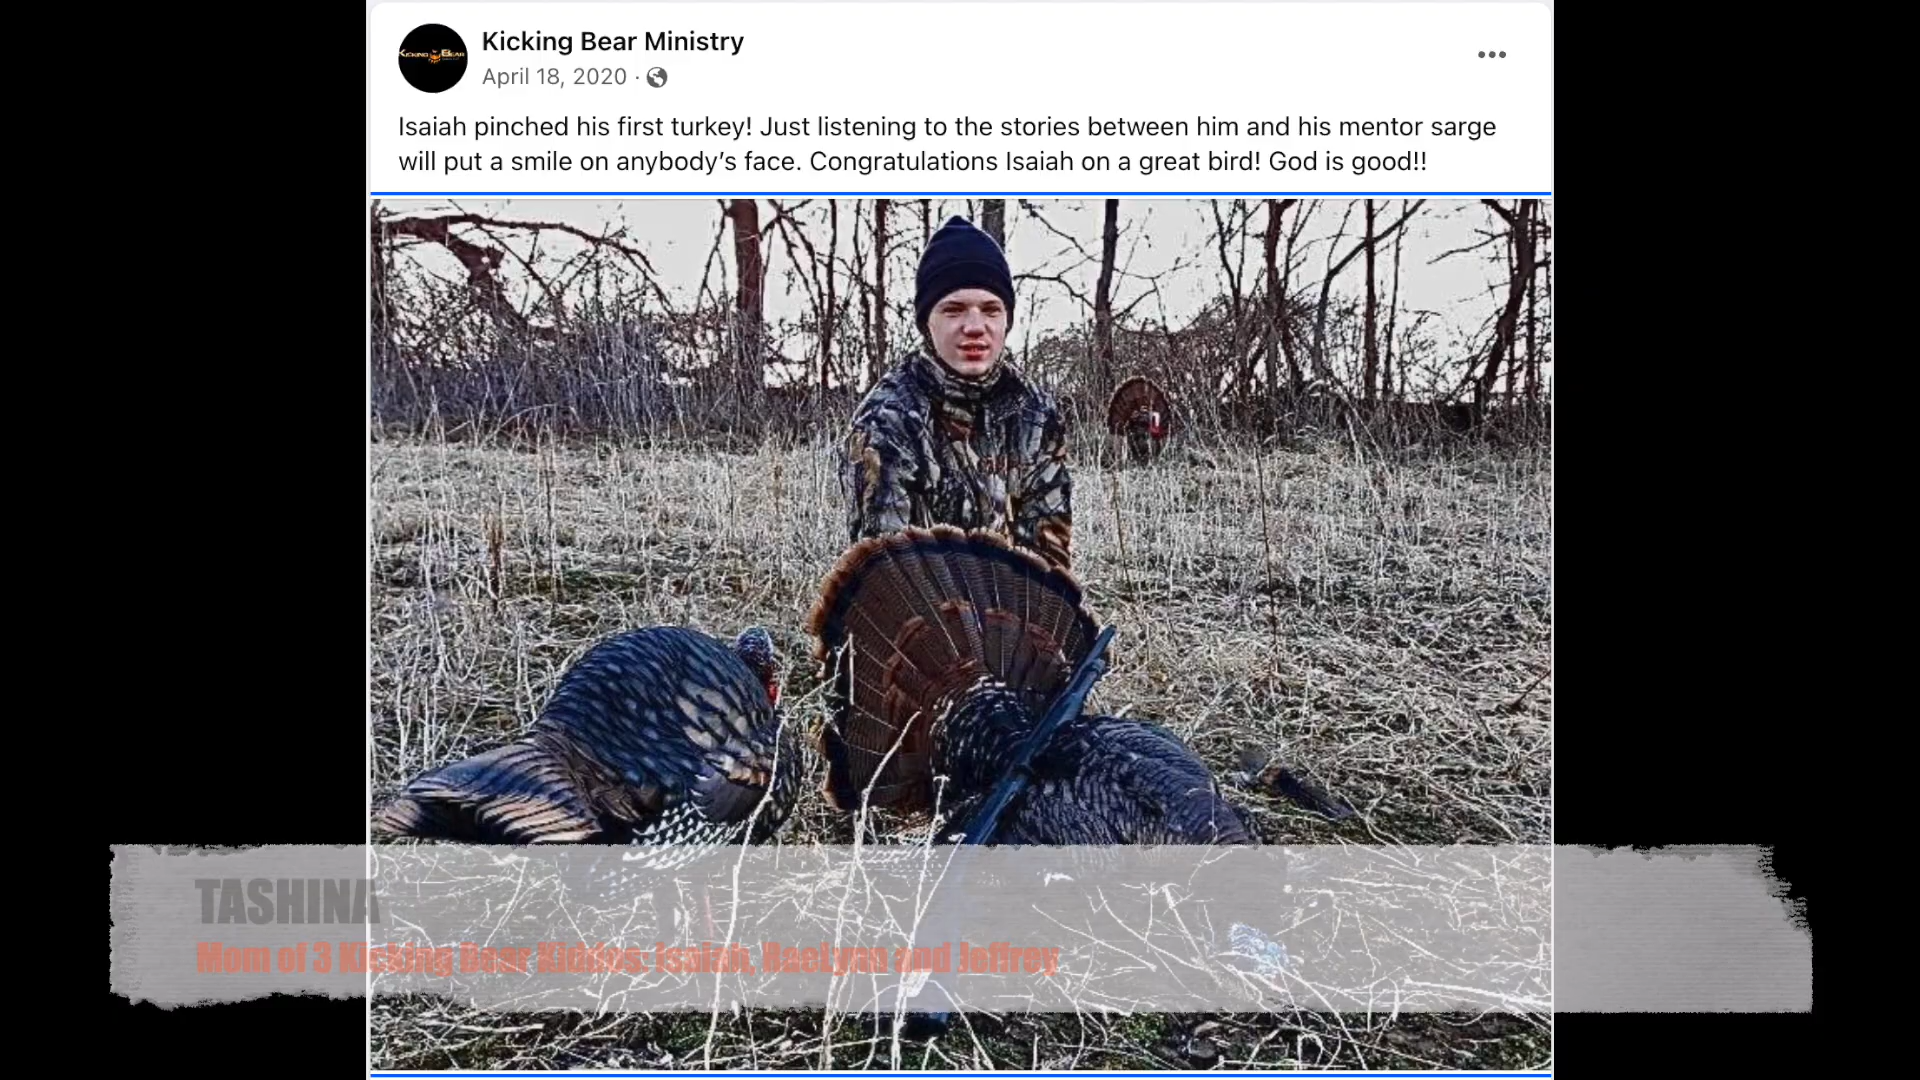 KICKING BEAR
Kicking Bear Ministry
April 18, 2020 ·
Isaiah pinched his first turkey! Just listening to the stories between him and his mentor sarge
will put a smile on anybody’s face. Congratulations Isaiah on a great bird! God is good!!
TASHINA
Mom of 3 Kicking Bear Kiddos: Isaiah, RaeLynn and Jeffrey